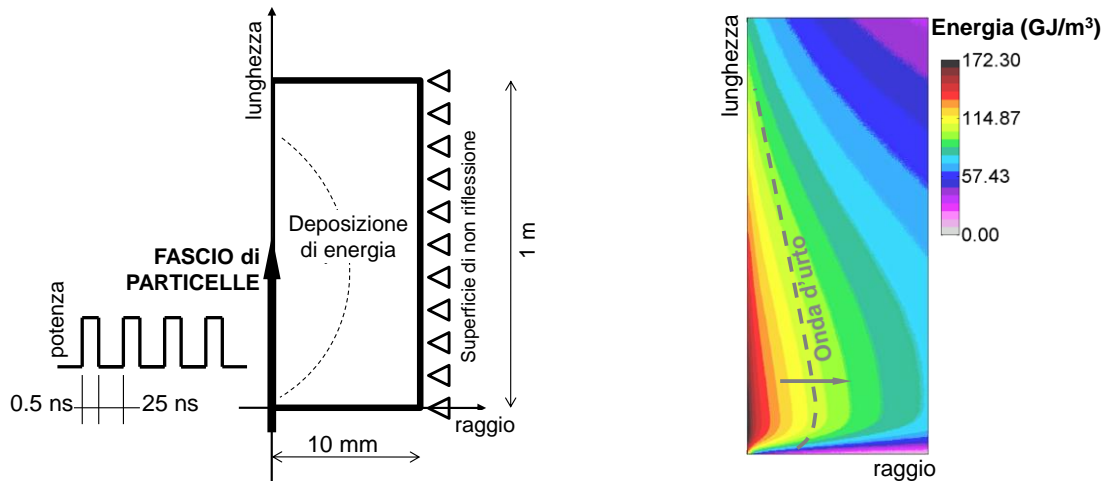 lunghezza
Deposizione
di energia
FASCIO di
PARTICELLE
potenza
0.5 ns
25 ns
Superficie di non riflessione
1 m
raggio
10 mm
lunghezza
Onda d'urto
raggio
Energia (GJ/m³)
172.30
114.87
57.43
0.00